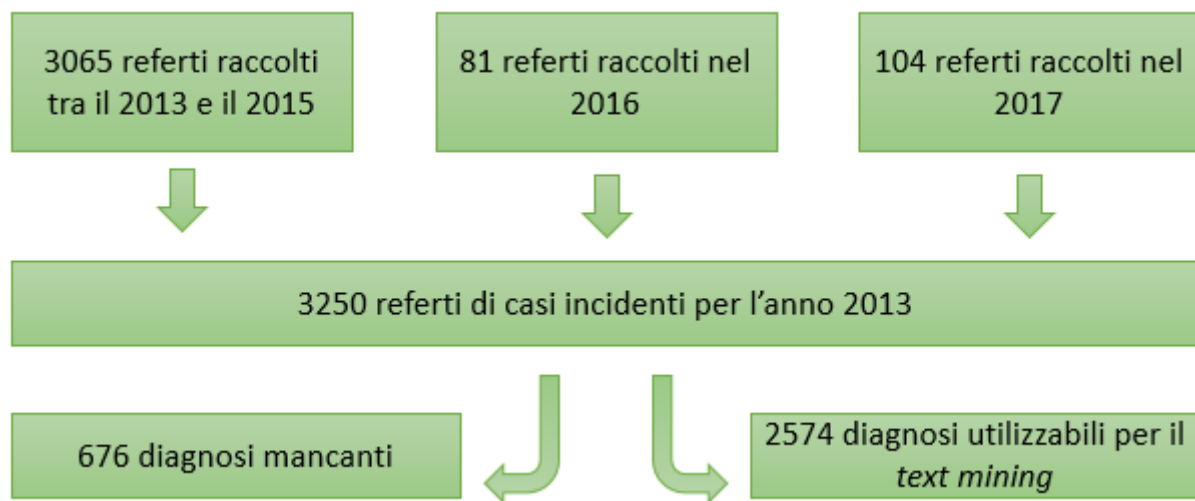 3065 referti raccolti
tra il 2013 e il 2015
81 referti raccolti nel
2016
104 referti raccolti nel
2017
3250 referti di casi incidenti per l'anno 2013
676 diagnosi mancanti
2574 diagnosi utilizzabili per il
text mining